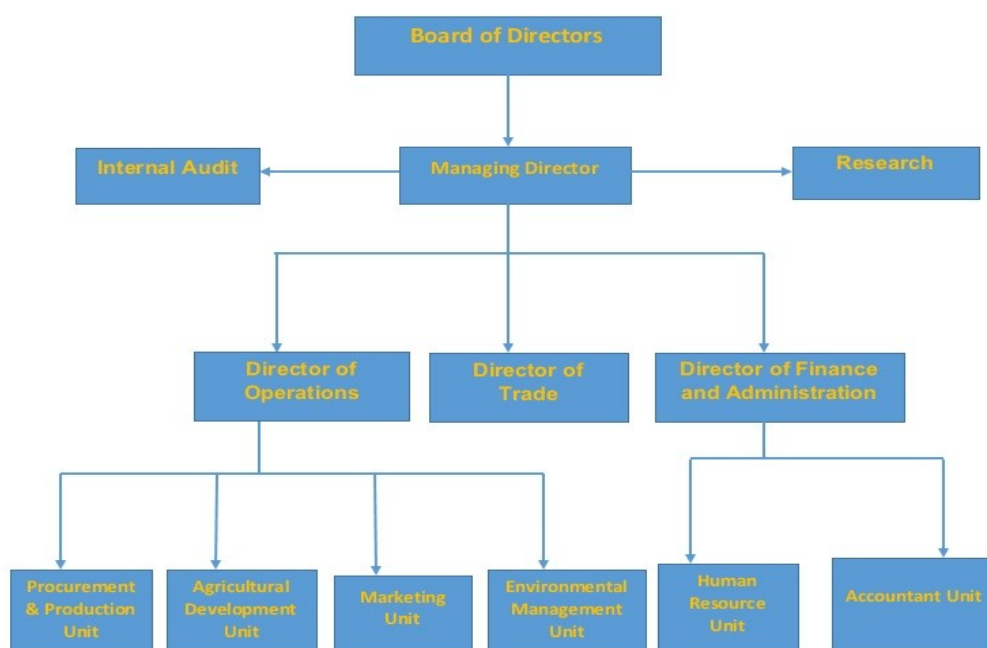 Board of Directors
Internal Audit
Managing Director
Research
Director of
Operations
Director of
Trade
Director of Finance
and Administration
Procurement
& Production
Unit
Agricultural
Development
Unit
Marketing
Unit
Environmental
Management
Unit
Human
Resource
Unit
Accountant Unit